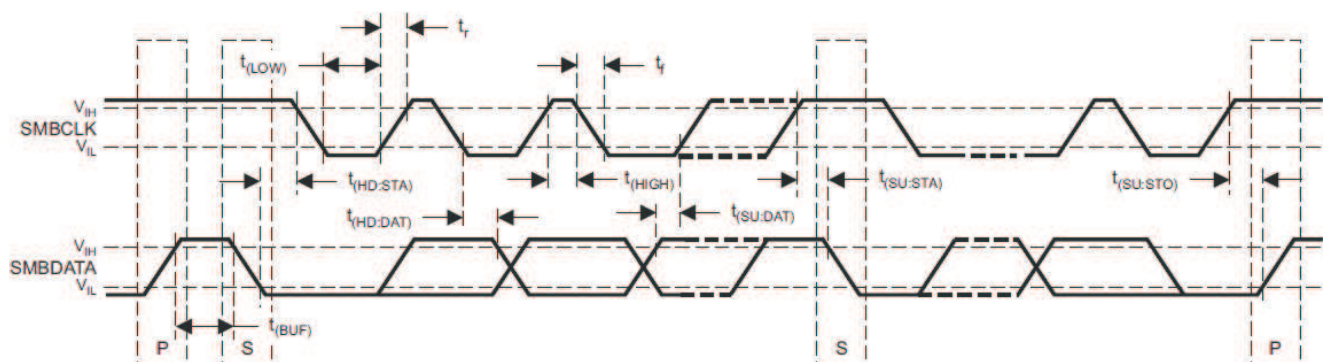 t(LOW)
tr
tf
VIH
SMBCLK
VIL
t(HD:STA)
t(HIGH)
t(SU:STA)
t(SU:STO)
t(HD:DAT)
t(SU:DAT)
VIH
SMBDATA
VIL
t(BUF)
P
S
S
P